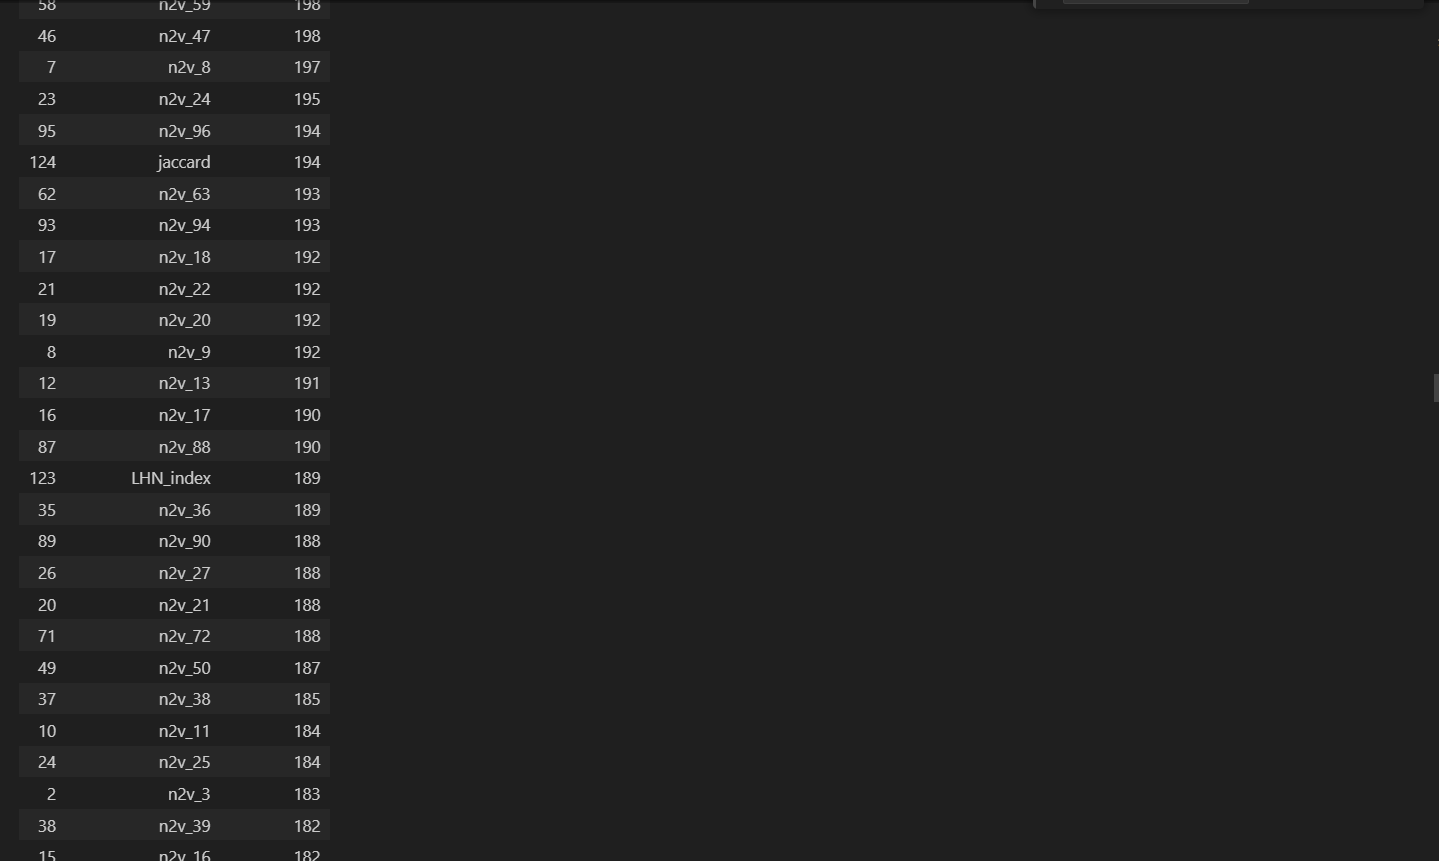 58 n2v_59 198
46 n2v_47 198
7 n2v_8 197
23 n2v_24 195
95 n2v_96 194
124 jaccard 194
62 n2v_63 193
93 n2v_94 193
17 n2v_18 192
21 n2v_22 192
19 n2v_20 192
8 n2v_9 192
12 n2v_13 191
16 n2v_17 190
87 n2v_88 190
123 LHN_index 189
35 n2v_36 189
89 n2v_90 188
26 n2v_27 188
20 n2v_21 188
71 n2v_72 188
49 n2v_50 187
37 n2v_38 185
10 n2v_11 184
24 n2v_25 184
2 n2v_3 183
38 n2v_39 182
15 n2v_16 182